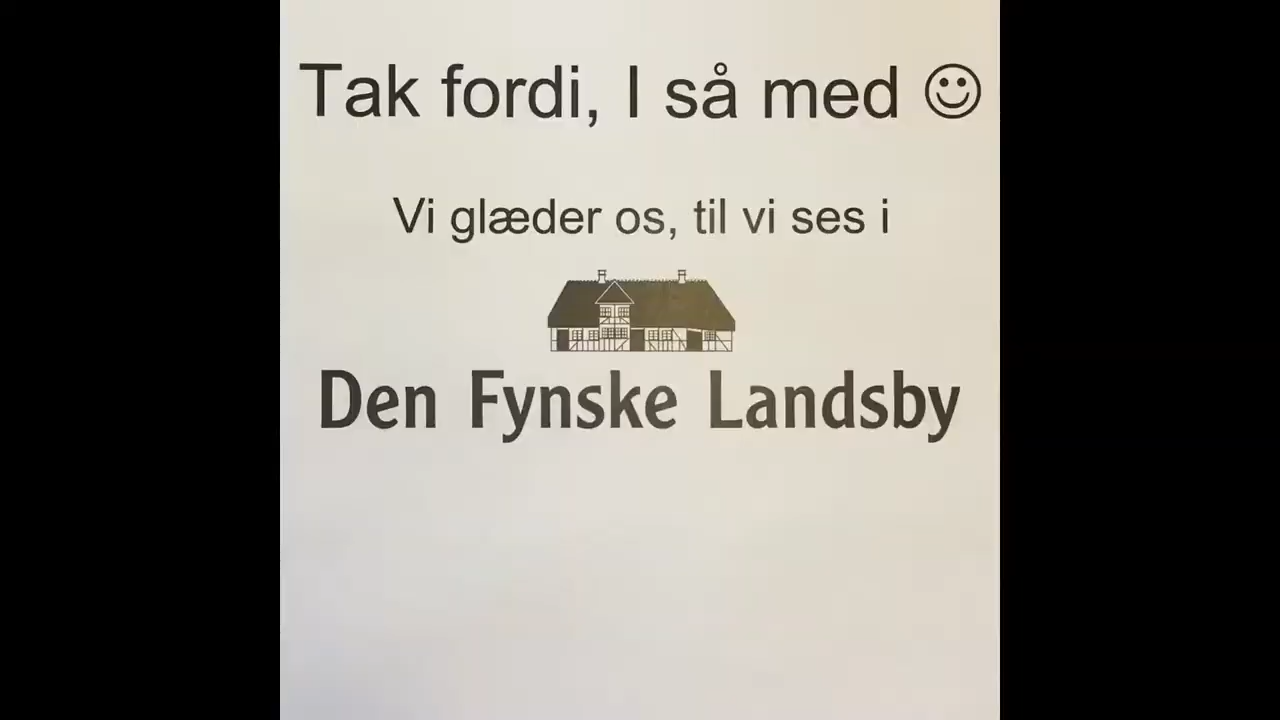 Tak fordi, I så med ☺
Vi glæder os, til vi ses i
Den Fynske Landsby